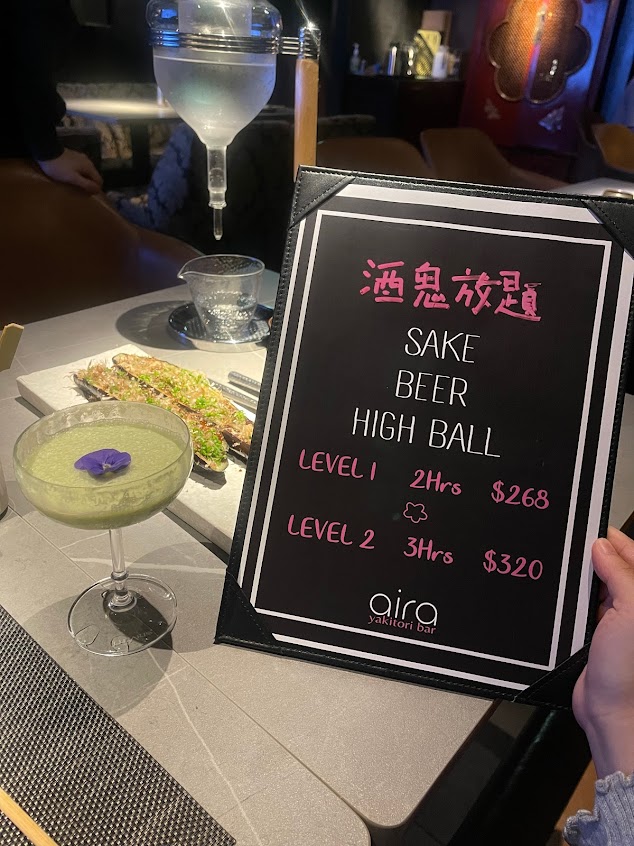 酒鬼放題
SAKE
BEER
HIGH BALL
LEVEL 1 2Hrs $268
LEVEL 2 3Hrs $320
aira
yakitori bar